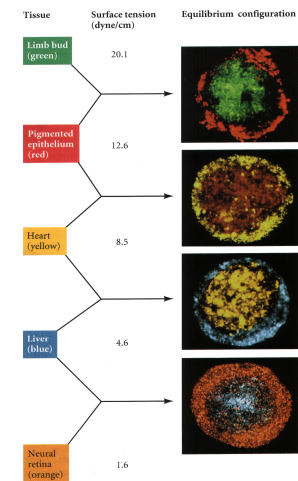 Tissue
Surface tension
(dyne/cm)
Equilibrium configuration
Limb bud
(green)
20.1
Pigmented
epithelium
(red)
12.6
Heart
(yellow)
8.5
Liver
(blue)
4.6
Neural
retina
(orange)
1.6